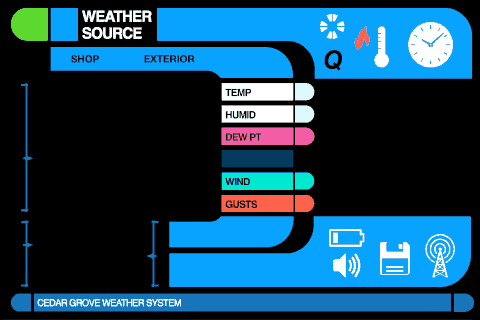 WEATHER
SOURCE
SHOP
EXTERIOR
Q
TEMP
HUMID
DEW PT
WIND
GUSTS
CEDAR GROVE WEATHER SYSTEM